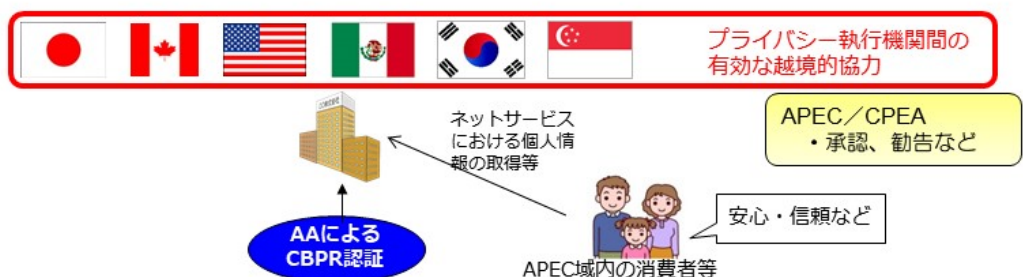 プライバシー執行機関間の
有効な越境的協力
APEC／CPEA
・承認、勧告など
ネットサービス
における個人情
報の取得等
安心・信頼など
AAによる
CBPR認証
APEC域内の消費者等